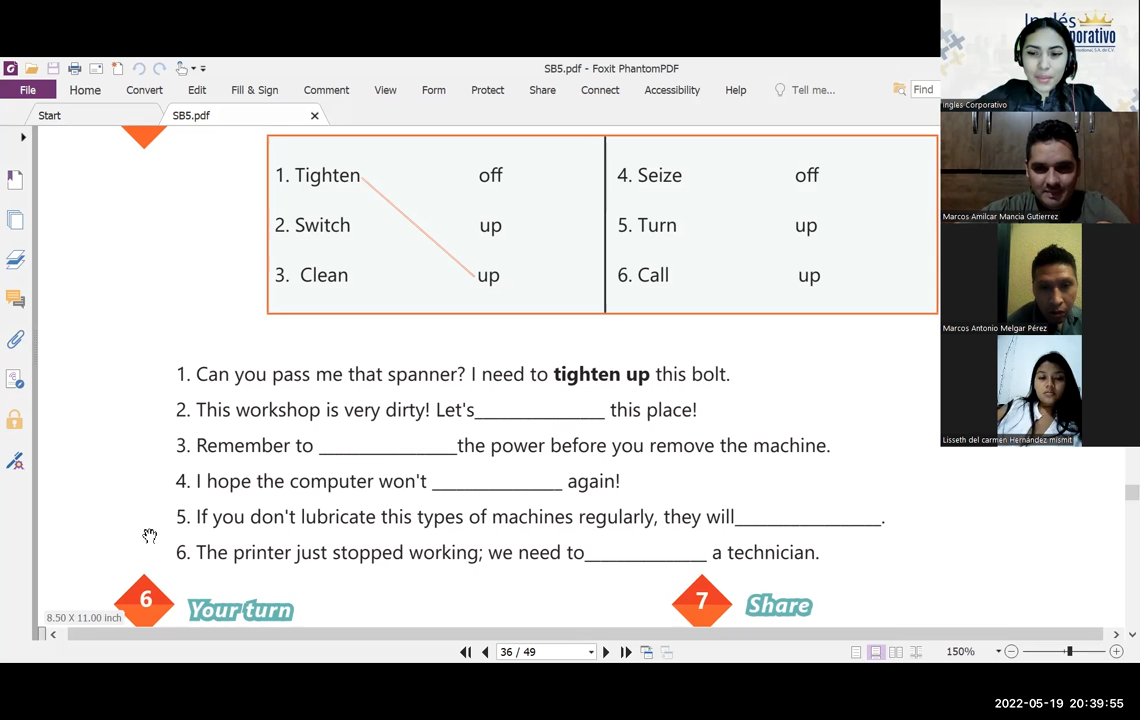 Inglés
Corporativo
SB5.pdf - Foxit PhantomPDF
File Home Convert Edit Fill & Sign Comment View Form Protect Share Connect Accessibility Help Tell me... Find
Start SB5.pdf
1. Tighten off 4. Seize off
2. Switch up 5. Turn up
3. Clean up 6. Call up
1. Can you pass me that spanner? I need to tighten up this bolt.
2. This workshop is very dirty! Let's______________ this place!
3. Remember to _______________the power before you remove the machine.
4. I hope the computer won't ______________ again!
5. If you don't lubricate this types of machines regularly, they will________________.
6. The printer just stopped working; we need to_____________ a technician.
6 Your turn 7 Share
8.50 X 11.00 inch
36 / 49 150%
Ingles Corporativo
Marcos Amilcar Mancia Gutierrez
Marcos Antonio Melgar Pérez
Lisseth del carmen Hernández mismit
2022-05-19 20:39:55